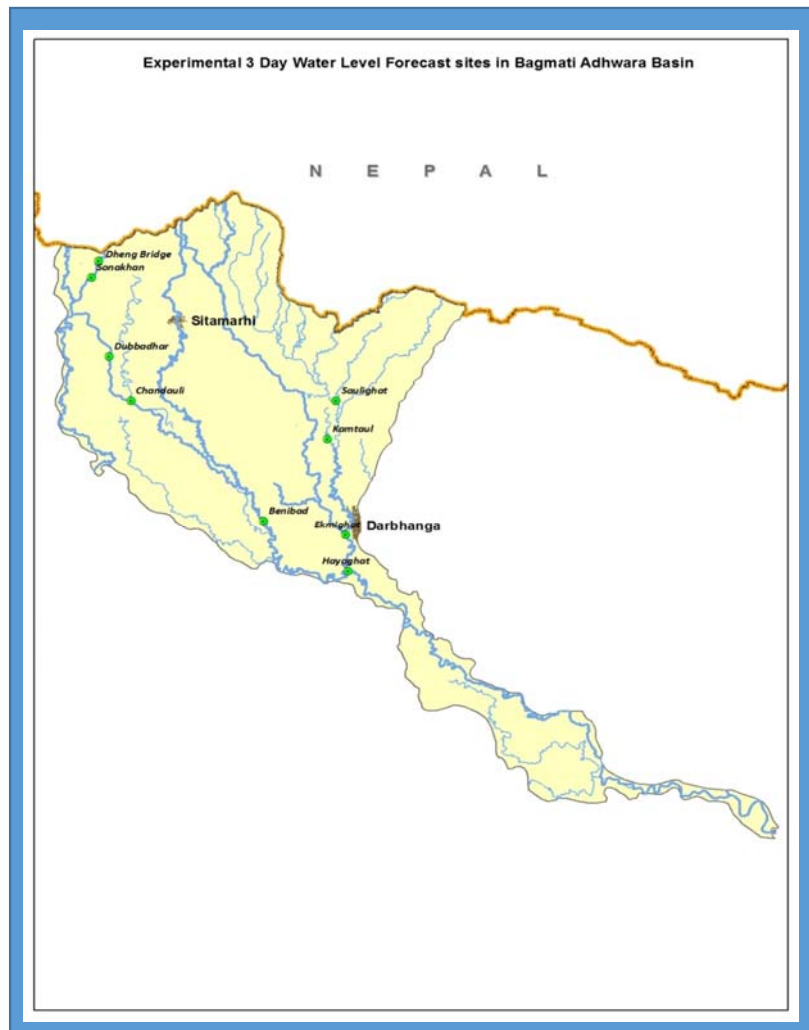 Experimental 3 Day Water Level Forecast sites in Bagmati Adhwara Basin
N E P A L
Dheng Bridge
Sonakhan
Sitamarhi
Dubbadhar
Chandauli
Saulighat
Kamtaul
Benibad
Ekmighat
Darbhanga
Hayaghat